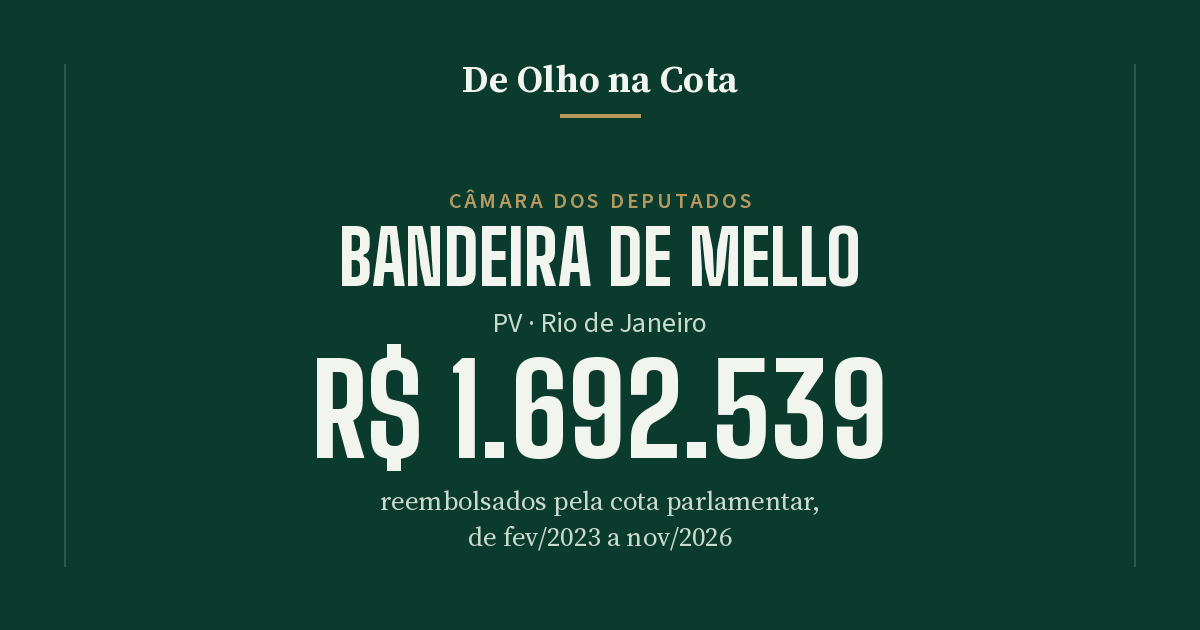 De Olho na Cota
CÂMARA DOS DEPUTADOS
BANDEIRA DE MELLO
PV · Rio de Janeiro
R$ 1.692.539
reembolsados pela cota parlamentar,
de fev/2023 a nov/2026